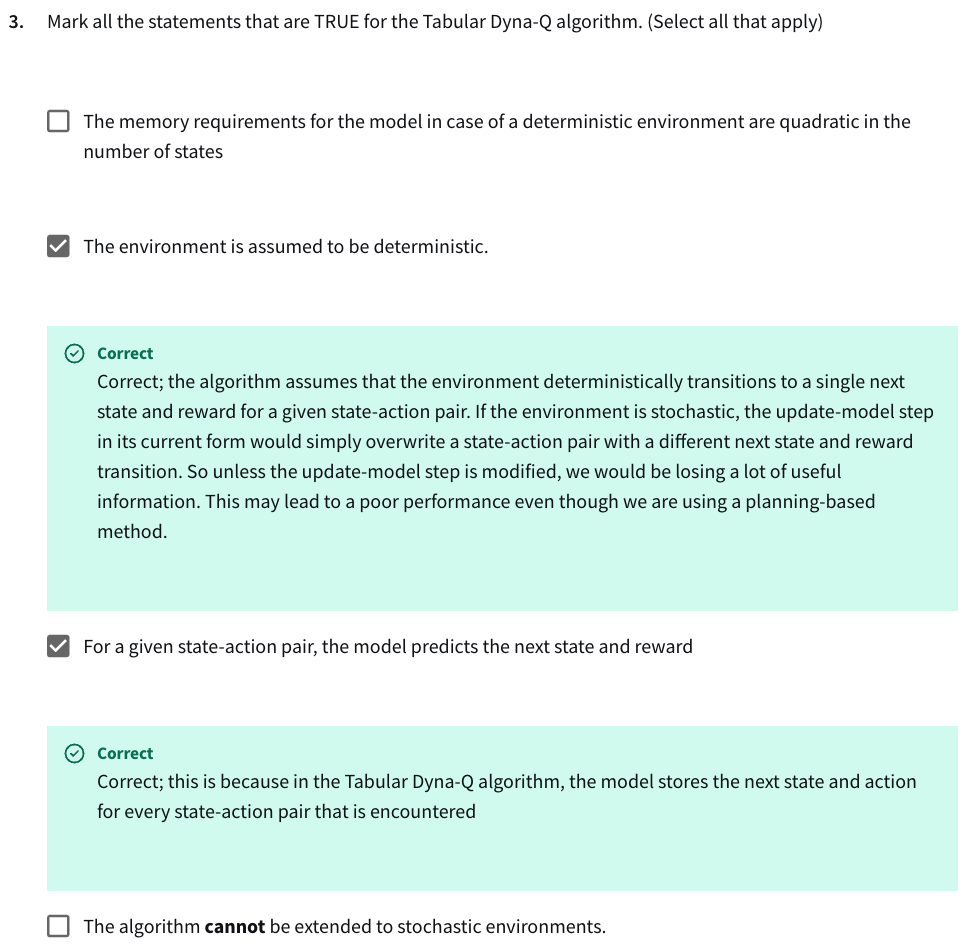 3. Mark all the statements that are TRUE for the Tabular Dyna-Q algorithm. (Select all that apply)
The memory requirements for the model in case of a deterministic environment are quadratic in the
number of states
The environment is assumed to be deterministic.
Correct
Correct; the algorithm assumes that the environment deterministically transitions to a single next
state and reward for a given state-action pair. If the environment is stochastic, the update-model step
in its current form would simply overwrite a state-action pair with a different next state and reward
transition. So unless the update-model step is modified, we would be losing a lot of useful
information. This may lead to a poor performance even though we are using a planning-based
method.
For a given state-action pair, the model predicts the next state and reward
Correct
Correct; this is because in the Tabular Dyna-Q algorithm, the model stores the next state and action
for every state-action pair that is encountered
The algorithm cannot be extended to stochastic environments.